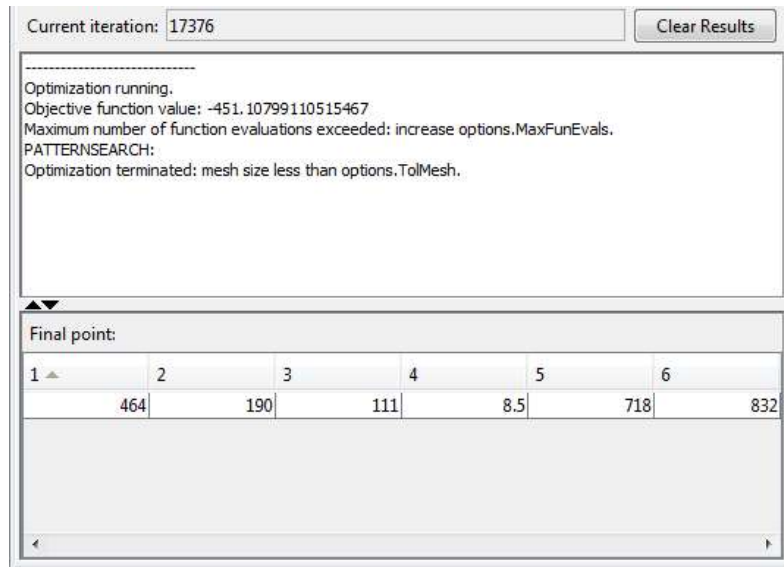 Current iteration: 17376 Clear Results
-----------------------------
Optimization running.
Objective function value: -451.10799110515467
Maximum number of function evaluations exceeded: increase options.MaxFunEvals.
PATTERNSEARCH:
Optimization terminated: mesh size less than options.TolMesh.
Final point:
1 2 3 4 5 6
464 190 111 8.5 718 832